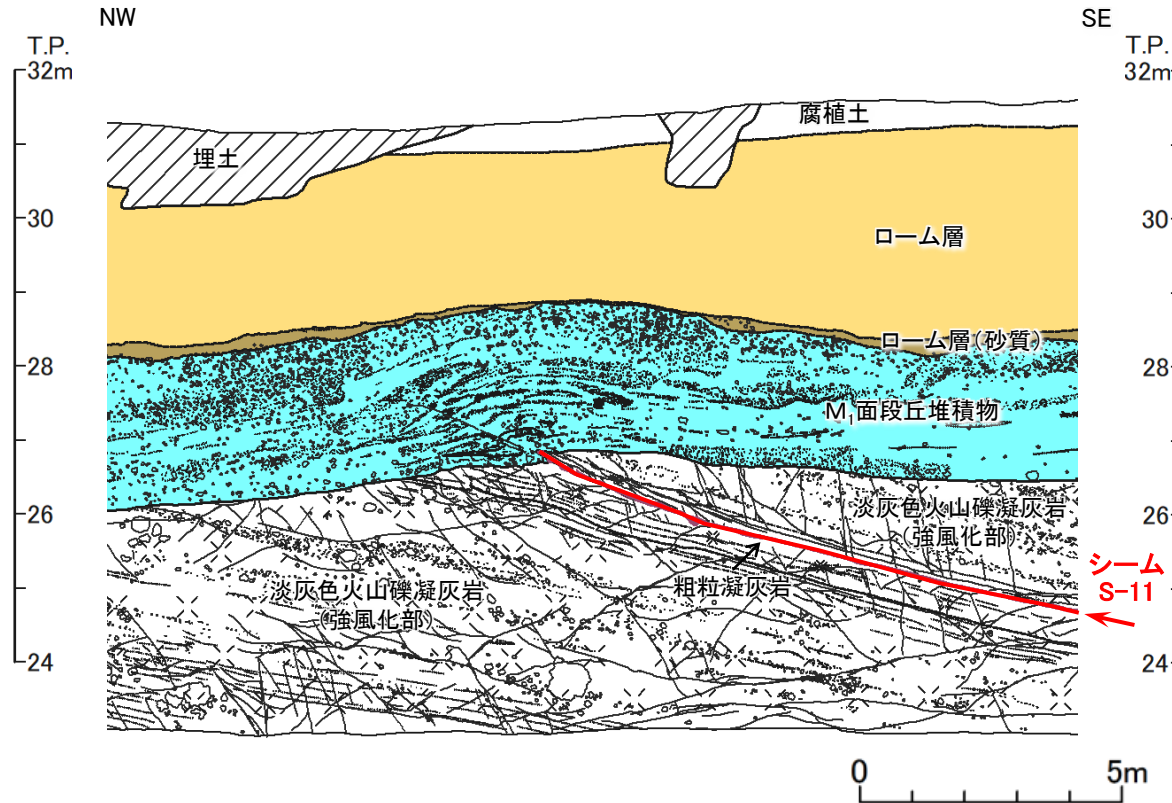 NW
SE
T.P.
T.P.
32m
32m
腐植土
埋土
30
30
ローム層
ローム層(砂質)
28
28
M1面段丘堆積物
26
26
淡灰色火山礫凝灰岩
(強風化部)
粗粒凝灰岩
淡灰色火山礫凝灰岩
(強風化部)
シーム
S-11
24
24
0
5m